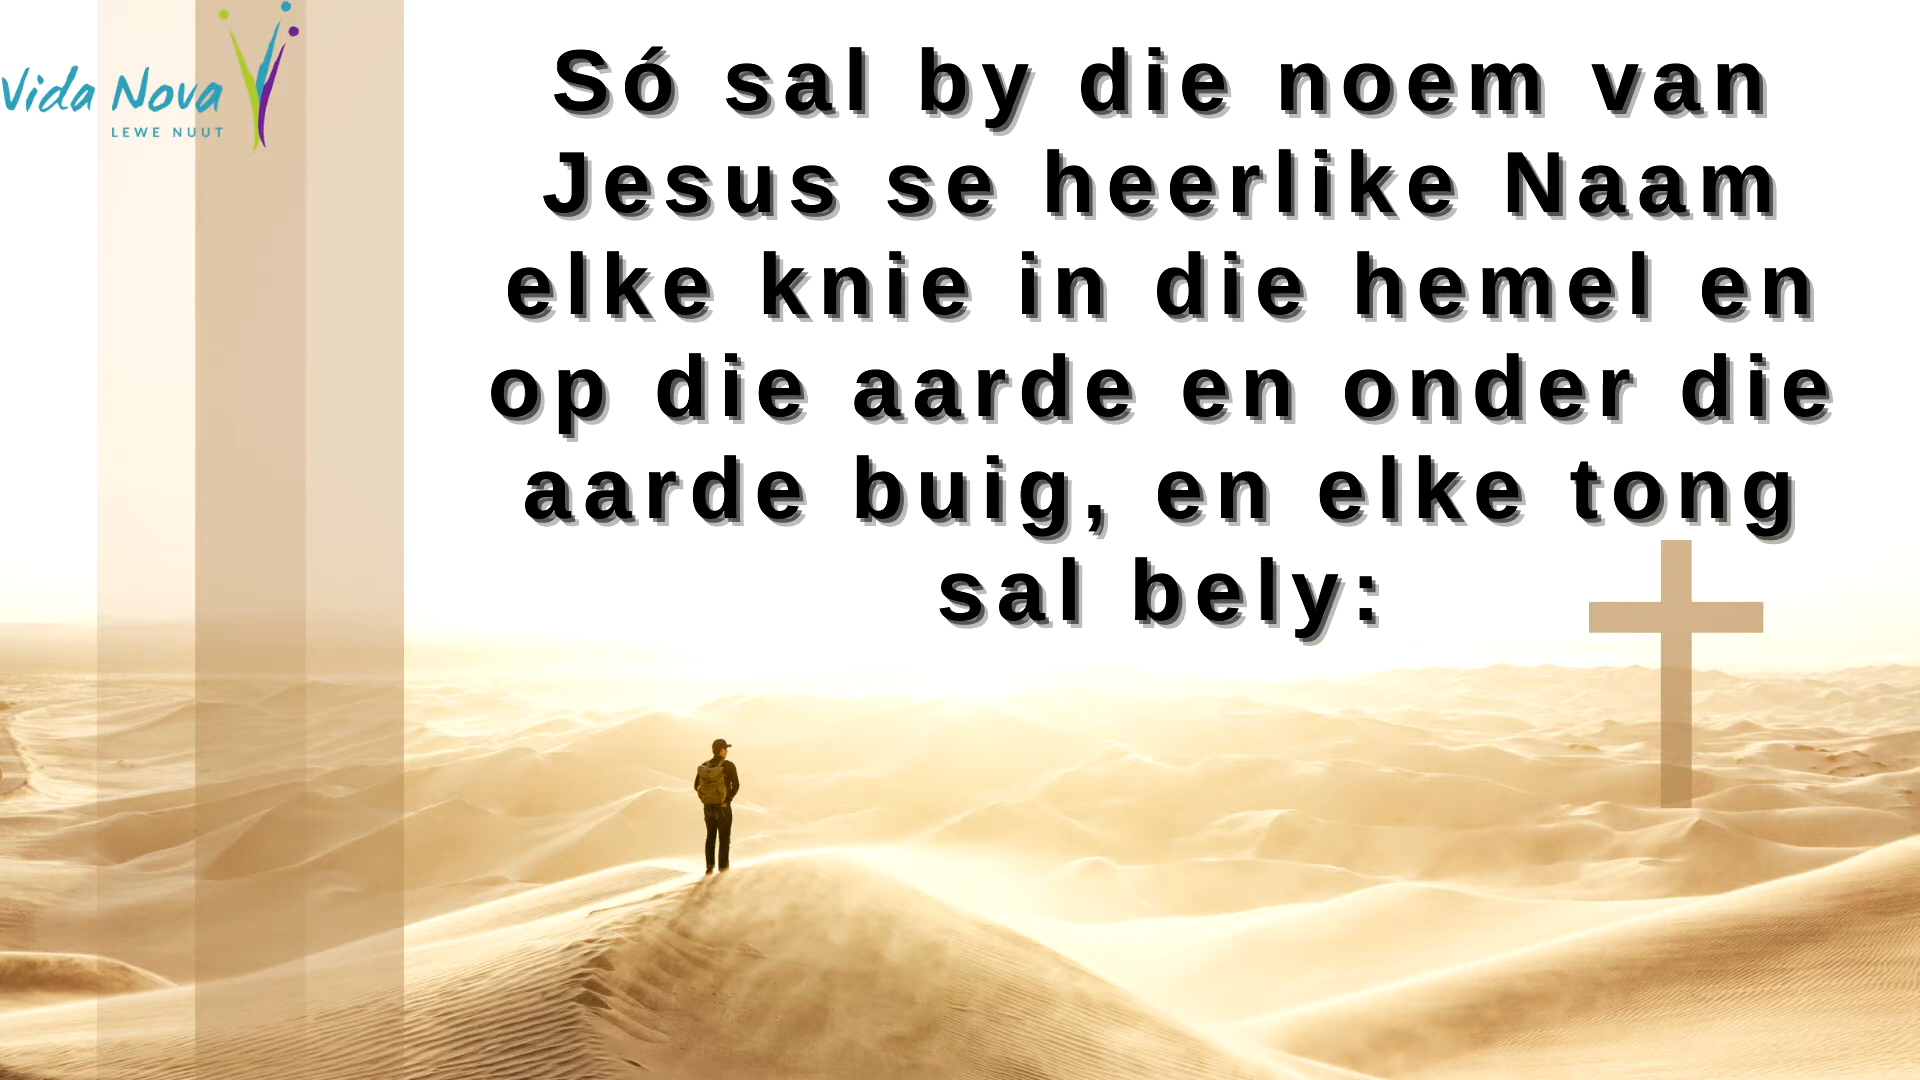 Vida Nova
LEWE NUUT
Só sal by die noem van
Jesus se heerlike Naam
elke knie in die hemel en
op die aarde en onder die
aarde buig, en elke tong
sal bely: